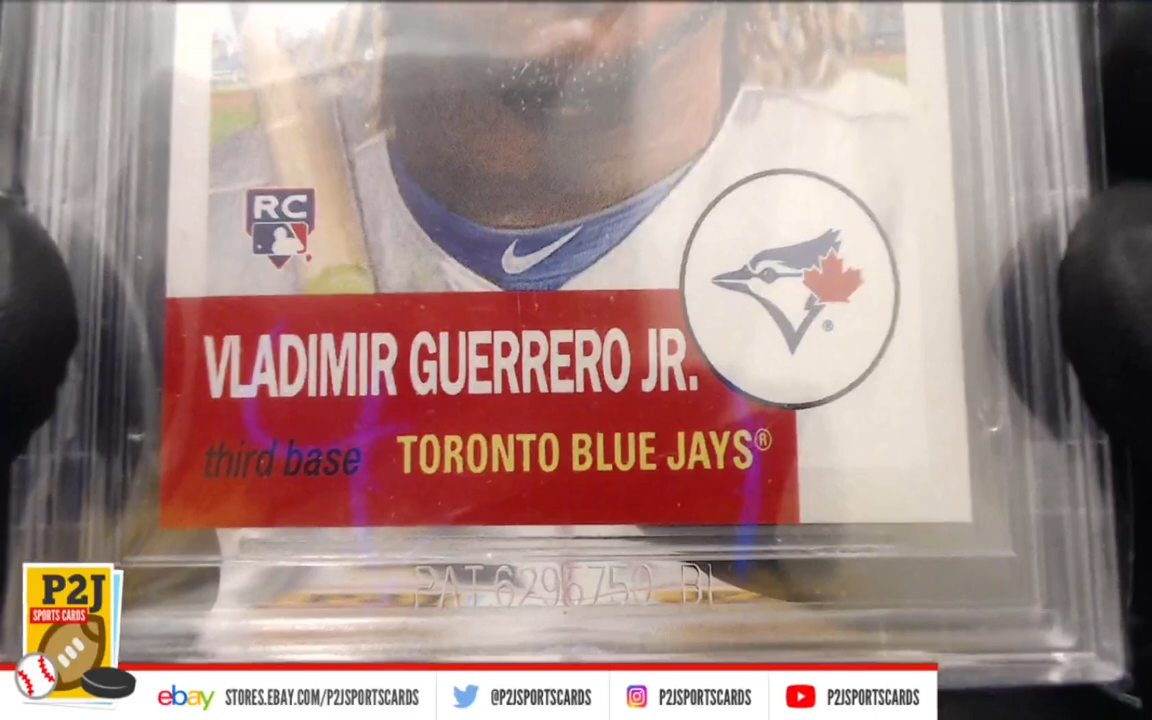 RC
VLADIMIR GUERRERO JR.
third base TORONTO BLUE JAYS®
PAT 6296750 B1
P2J
SPORTS CARDS
ebay STORES.EBAY.COM/P2JSPORTSCARDS @P2JSPORTSCARDS P2JSPORTSCARDS P2JSPORTSCARDS